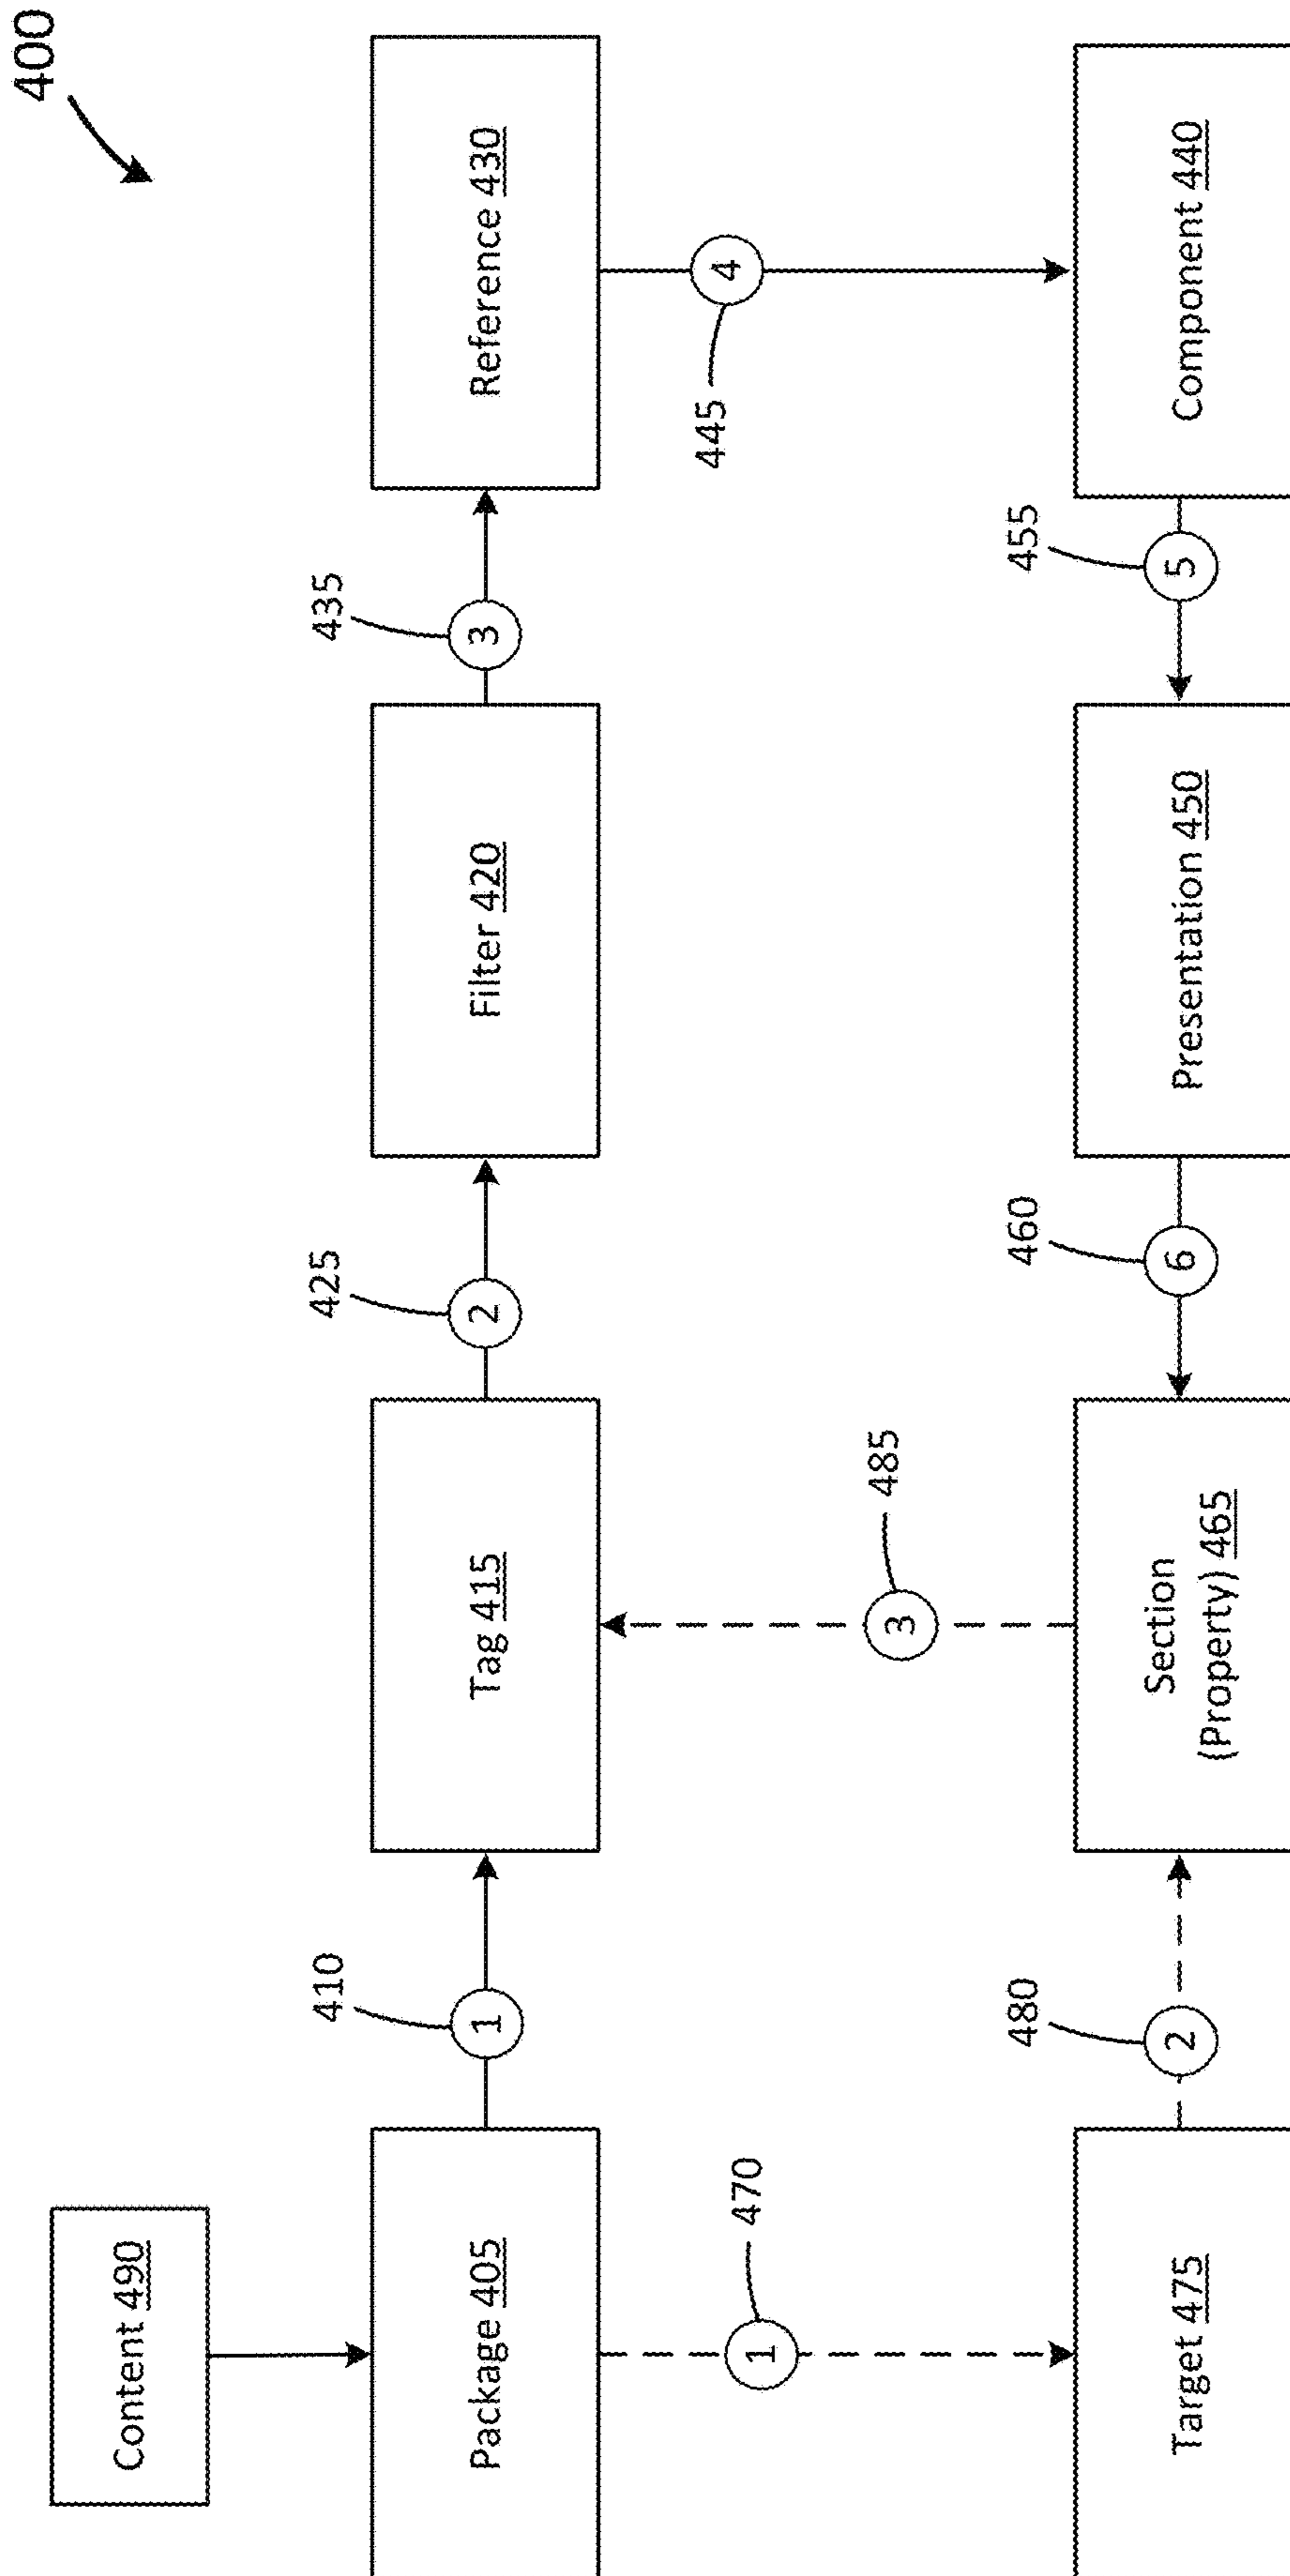 400
Content 490
Package 405
1
410
Tag 415
2
425
Filter 420
3
435
Reference 430
1
470
3
485
4
445
Target 475
2
480
Section
(Property) 465
6
460
Presentation 450
5
455
Component 440